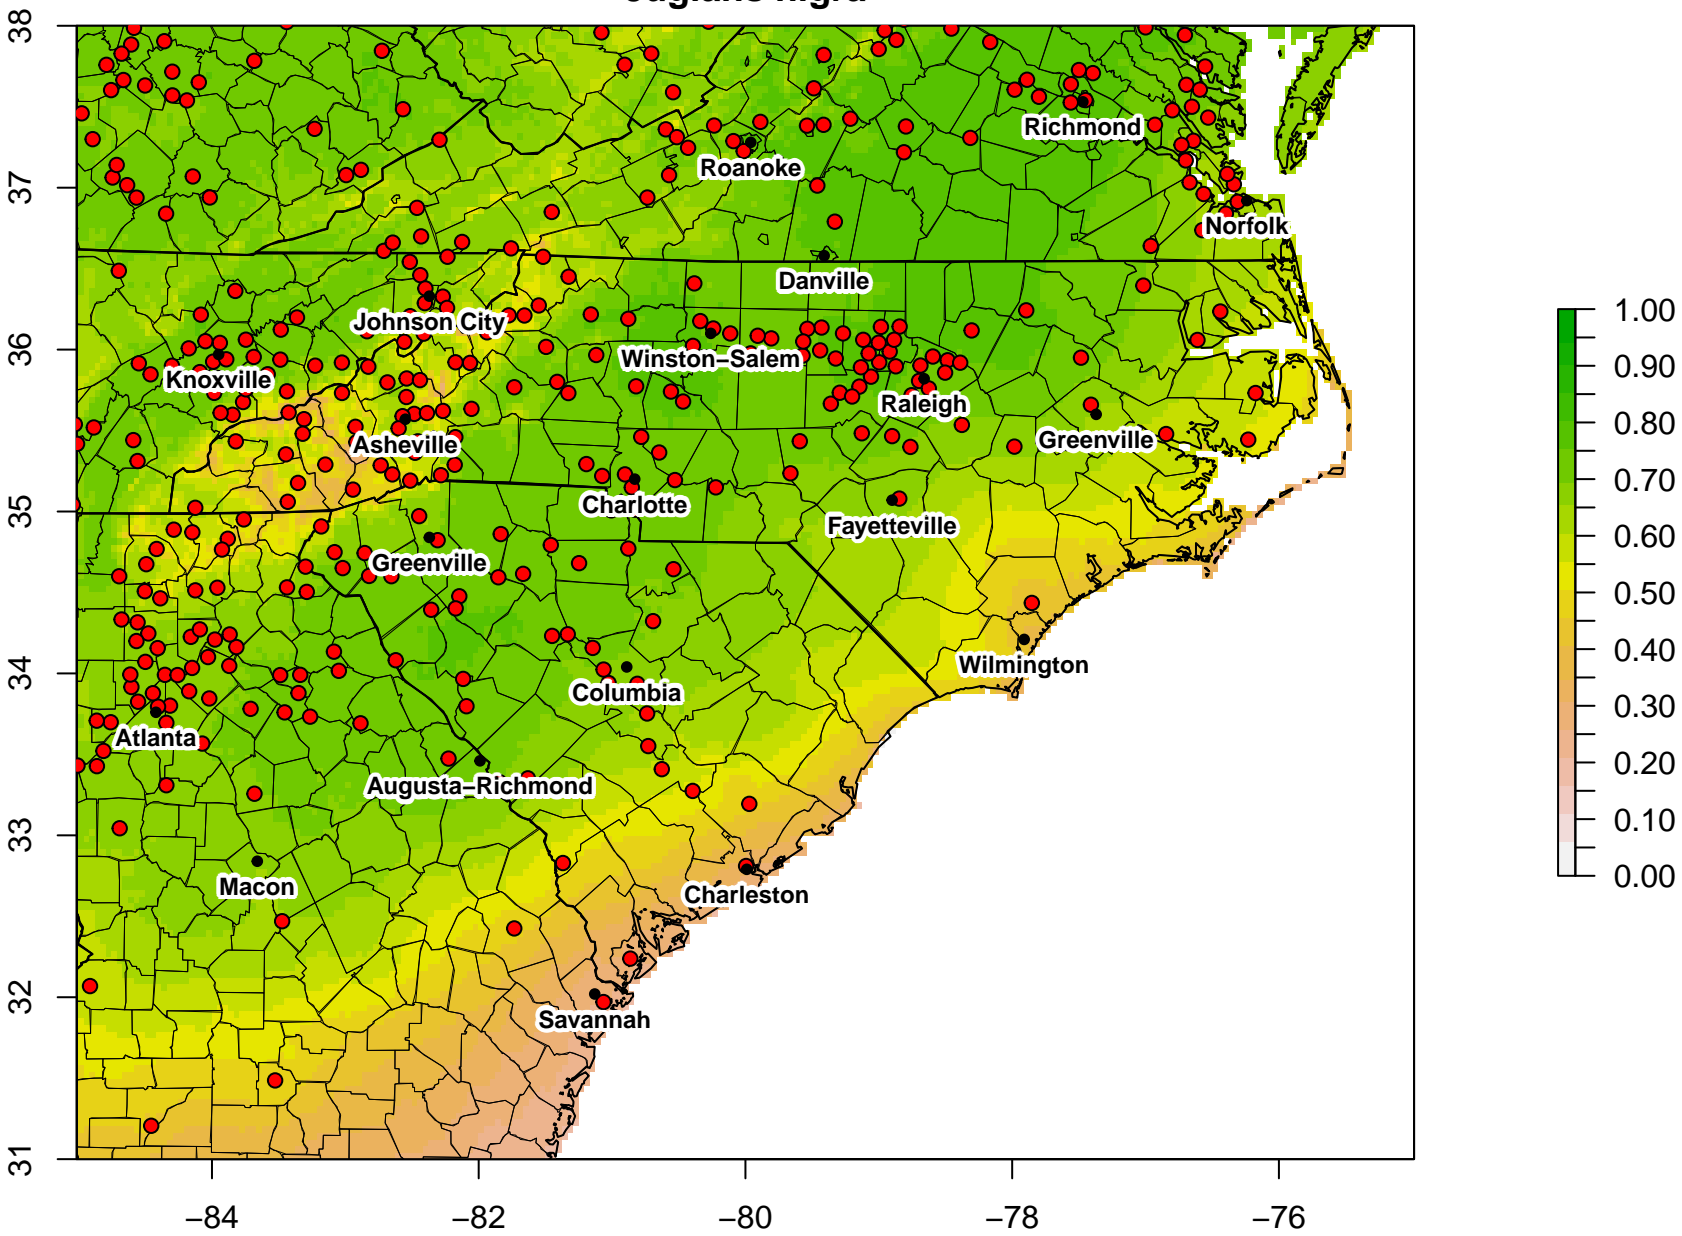 Juglans nigra
38
37
36
35
34
33
32
31
Richmond
Roanoke
Norfolk
Danville
Johnson City
Winston–Salem
Knoxville
Raleigh
Greenville
Asheville
Charlotte
Fayetteville
Greenville
Wilmington
Columbia
Atlanta
Augusta–Richmond
Macon
Charleston
Savannah
−84
−82
−80
−78
−76
1.00
0.90
0.80
0.70
0.60
0.50
0.40
0.30
0.20
0.10
0.00